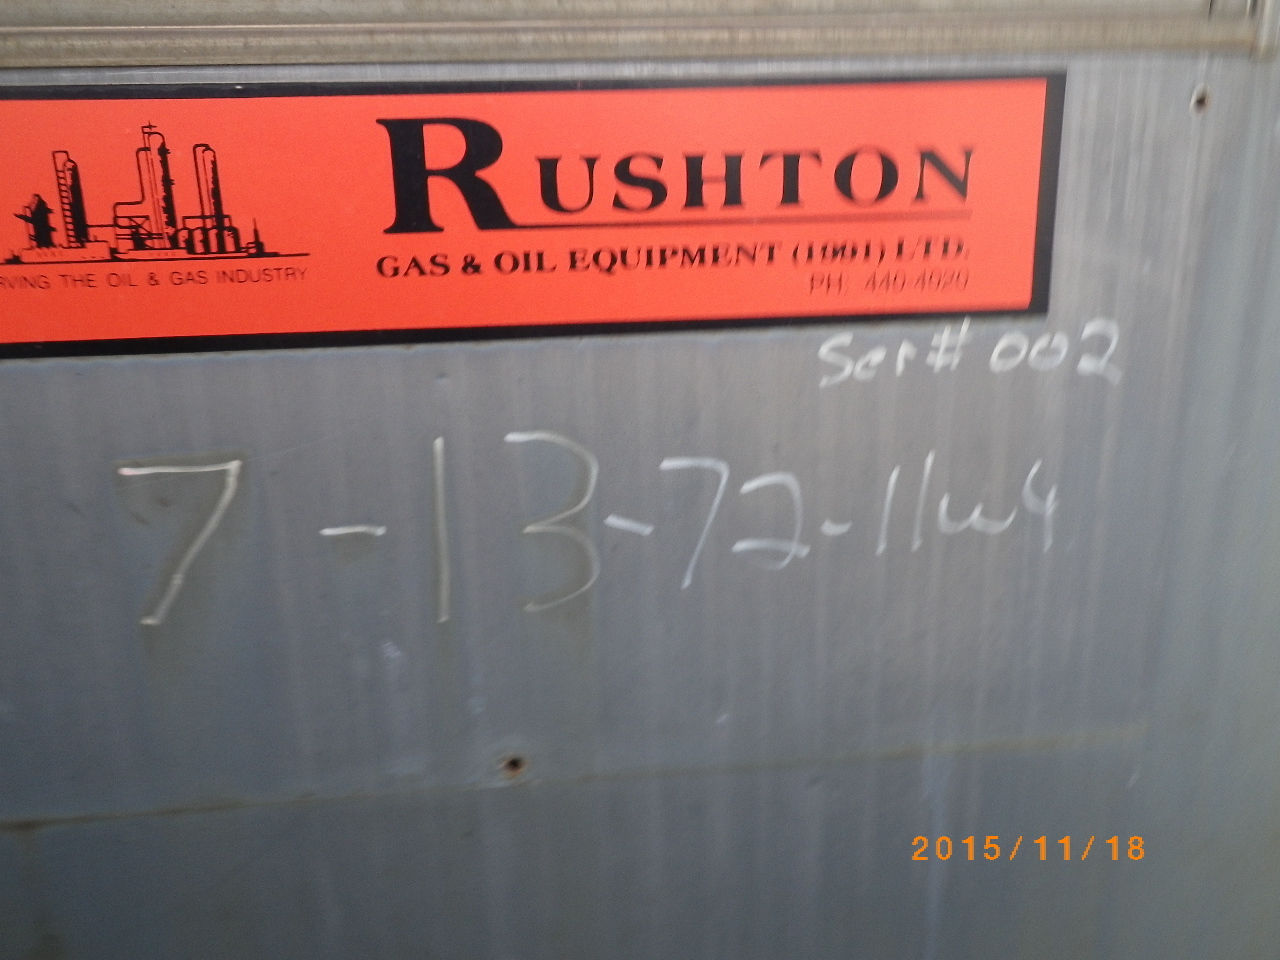 RUSHTON
GAS & OIL EQUIPMENT (1991) LTD.
RVING THE OIL & GAS INDUSTRY
PH: 440-4929
Ser# 002
7-13-72-11w4
2015/11/18